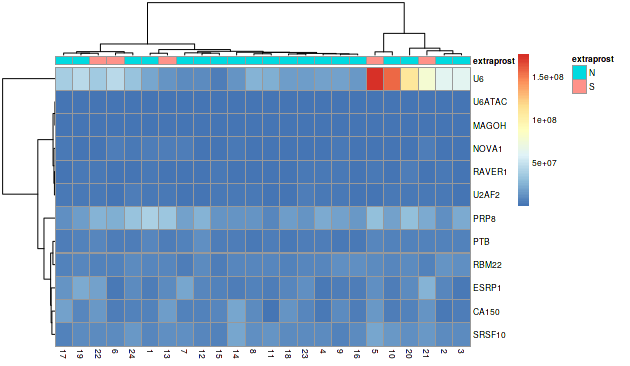 extraprost
extraprost
U6
N
S
1.5e+08
1e+08
5e+07
U6ATAC
MAGOH
NOVA1
RAVER1
U2AF2
PRP8
PTB
RBM22
ESRP1
CA150
SRSF10
17 19 22 6 24 1 13 7 12 15 14 8 11 18 23 4 9 16 5 10 20 21 2 3